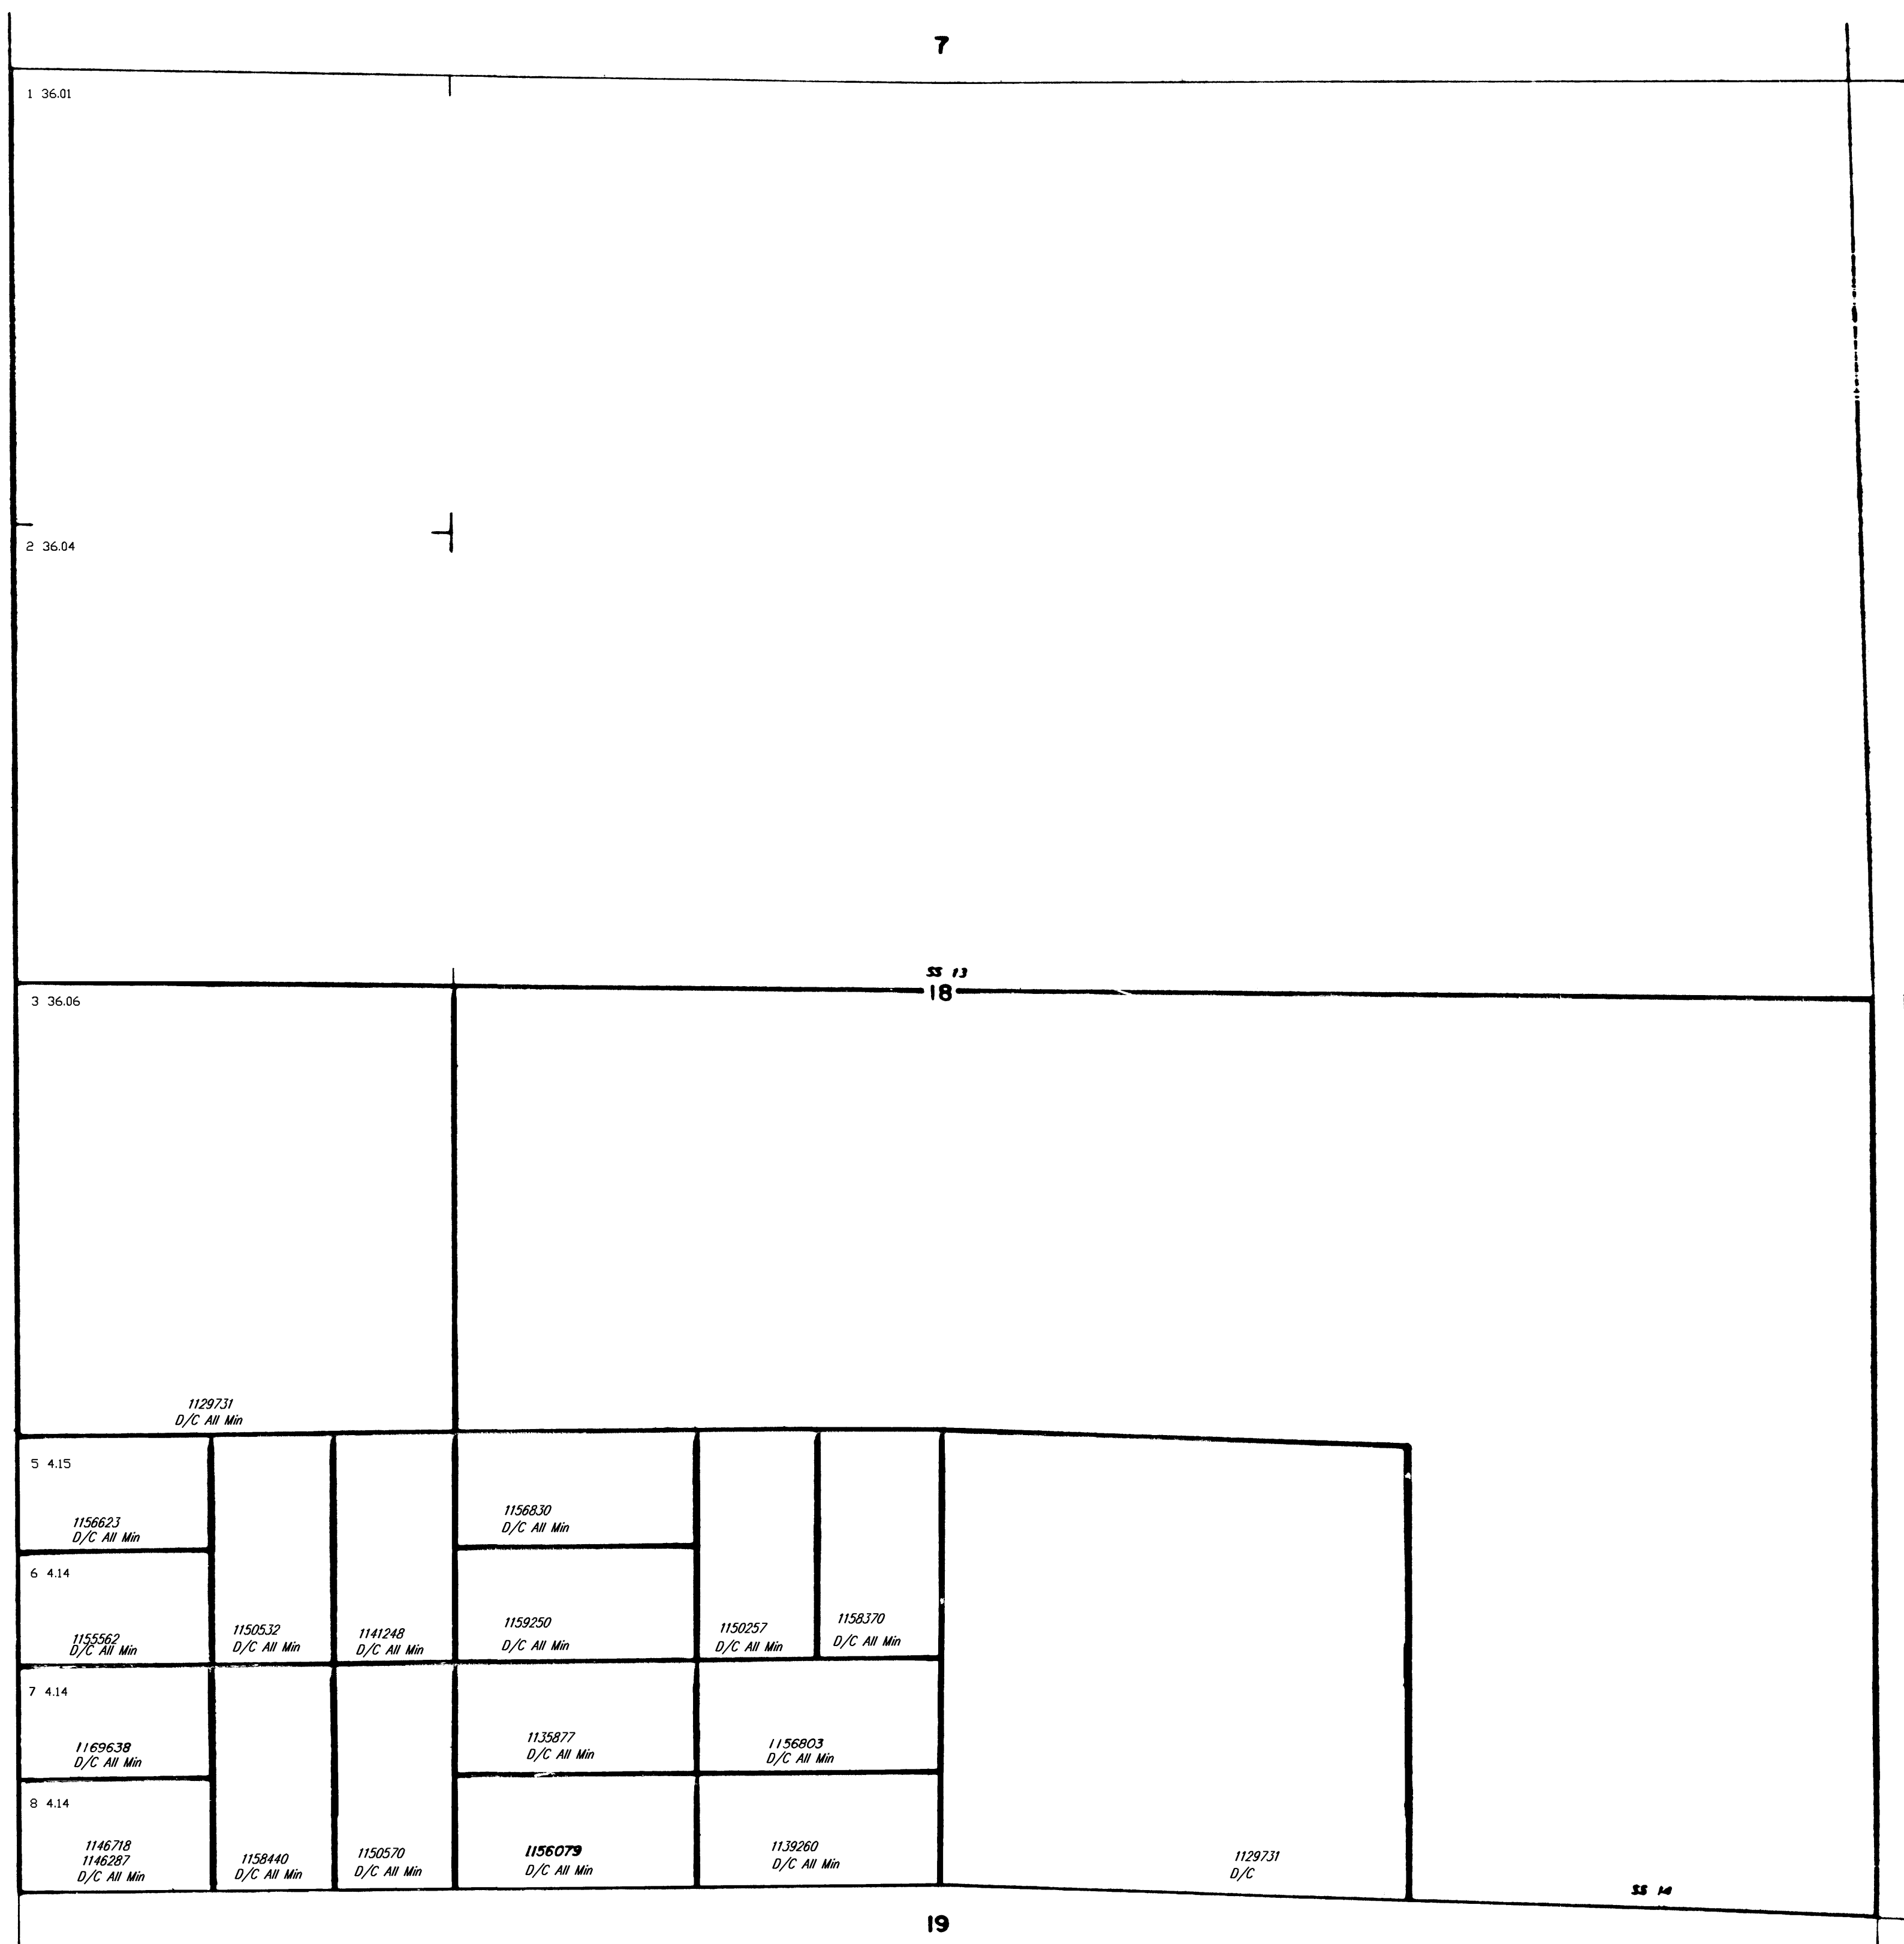 7
1 36.01
2 36.04
SS 13
18
3 36.06
1129731
D/C All Min
5 4.15
1156623
D/C All Min
6 4.14
1155562
D/C All Min
1150532
D/C All Min
1141248
D/C All Min
1156830
D/C All Min
1159250
D/C All Min
1150257
D/C All Min
1158370
D/C All Min
7 4.14
1169638
D/C All Min
1135877
D/C All Min
1156803
D/C All Min
8 4.14
1146718
1146287
D/C All Min
1158440
D/C All Min
1150570
D/C All Min
1156079
D/C All Min
1139260
D/C All Min
1129731
D/C
SS 14
19